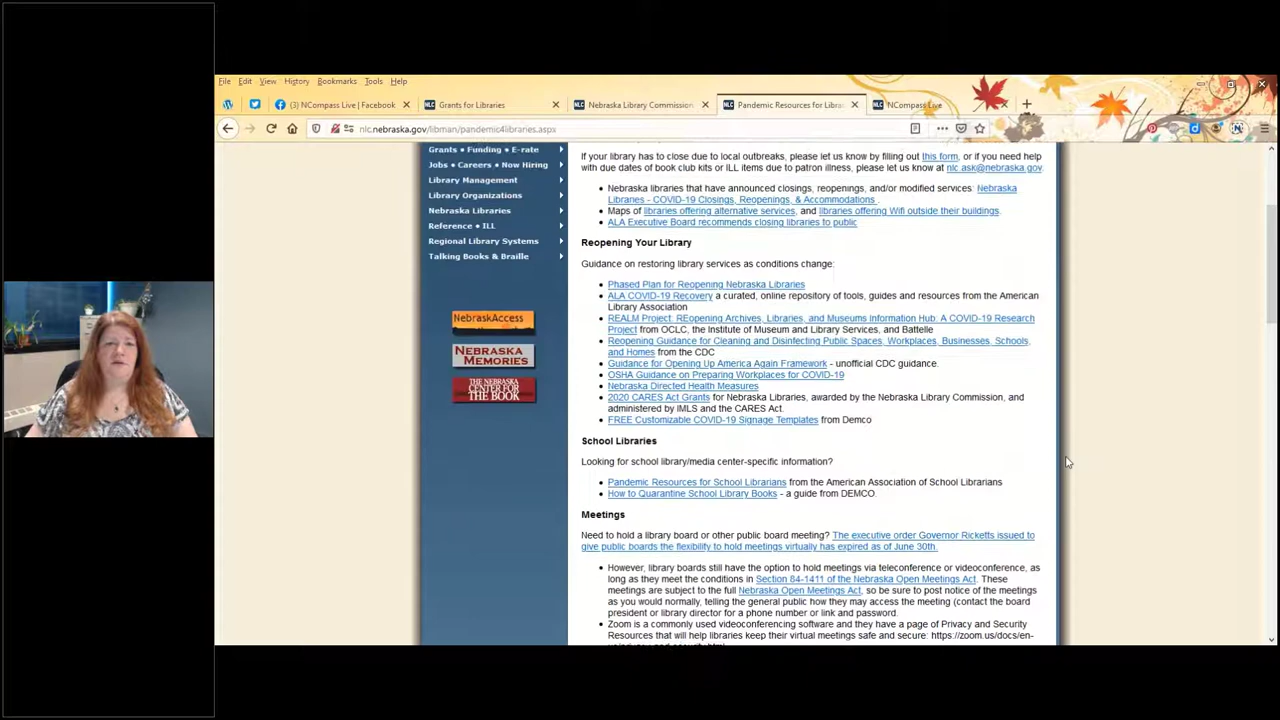 File Edit View History Bookmarks Tools Help
(3) NCompass Live | Facebook Grants for Libraries Nebraska Library Commission Pandemic Resources for Librar NCompass Live
nlc.nebraska.gov/libman/pandemic4libraries.aspx
Grants • Funding • E-rate
Jobs • Careers • Now Hiring
Library Management
Library Organizations
Nebraska Libraries
Reference • ILL
Regional Library Systems
Talking Books & Braille
NebraskAccess
NEBRASKA
MEMORIES
THE NEBRASKA
CENTER FOR
THE BOOK
If your library has to close due to local outbreaks, please let us know by filling out this form, or if you need help
with due dates of book club kits or ILL items due to patron illness, please let us know at nlc.ask@nebraska.gov.
Nebraska libraries that have announced closings, reopenings, and/or modified services: Nebraska
Libraries - COVID-19 Closings, Reopenings, & Accommodations .
Maps of libraries offering alternative services, and libraries offering Wifi outside their buildings.
ALA Executive Board recommends closing libraries to public
Reopening Your Library
Guidance on restoring library services as conditions change:
Phased Plan for Reopening Nebraska Libraries
ALA COVID-19 Recovery a curated, online repository of tools, guides and resources from the American
Library Association
REALM Project: REopening Archives, Libraries, and Museums Information Hub: A COVID-19 Research
Project from OCLC, the Institute of Museum and Library Services, and Battelle
Reopening Guidance for Cleaning and Disinfecting Public Spaces, Workplaces, Businesses, Schools,
and Homes from the CDC
Guidance for Opening Up America Again Framework - unofficial CDC guidance.
OSHA Guidance on Preparing Workplaces for COVID-19
Nebraska Directed Health Measures
2020 CARES Act Grants for Nebraska Libraries, awarded by the Nebraska Library Commission, and
administered by IMLS and the CARES Act.
FREE Customizable COVID-19 Signage Templates from Demco
School Libraries
Looking for school library/media center-specific information?
Pandemic Resources for School Librarians from the American Association of School Librarians
How to Quarantine School Library Books - a guide from DEMCO.
Meetings
Need to hold a library board or other public board meeting? The executive order Governor Ricketts issued to
give public boards the flexibility to hold meetings virtually has expired as of June 30th.
However, library boards still have the option to hold meetings via teleconference or videoconference, as
long as they meet the conditions in Section 84-1411 of the Nebraska Open Meetings Act. These
meetings are subject to the full Nebraska Open Meetings Act, so be sure to post notice of the meetings
as you would normally, telling the general public how they may access the meeting (contact the board
president or library director for a phone number or link and password.
Zoom is a commonly used videoconferencing software and they have a page of Privacy and Security
Resources that will help libraries keep their virtual meetings safe and secure: https://zoom.us/docs/en-